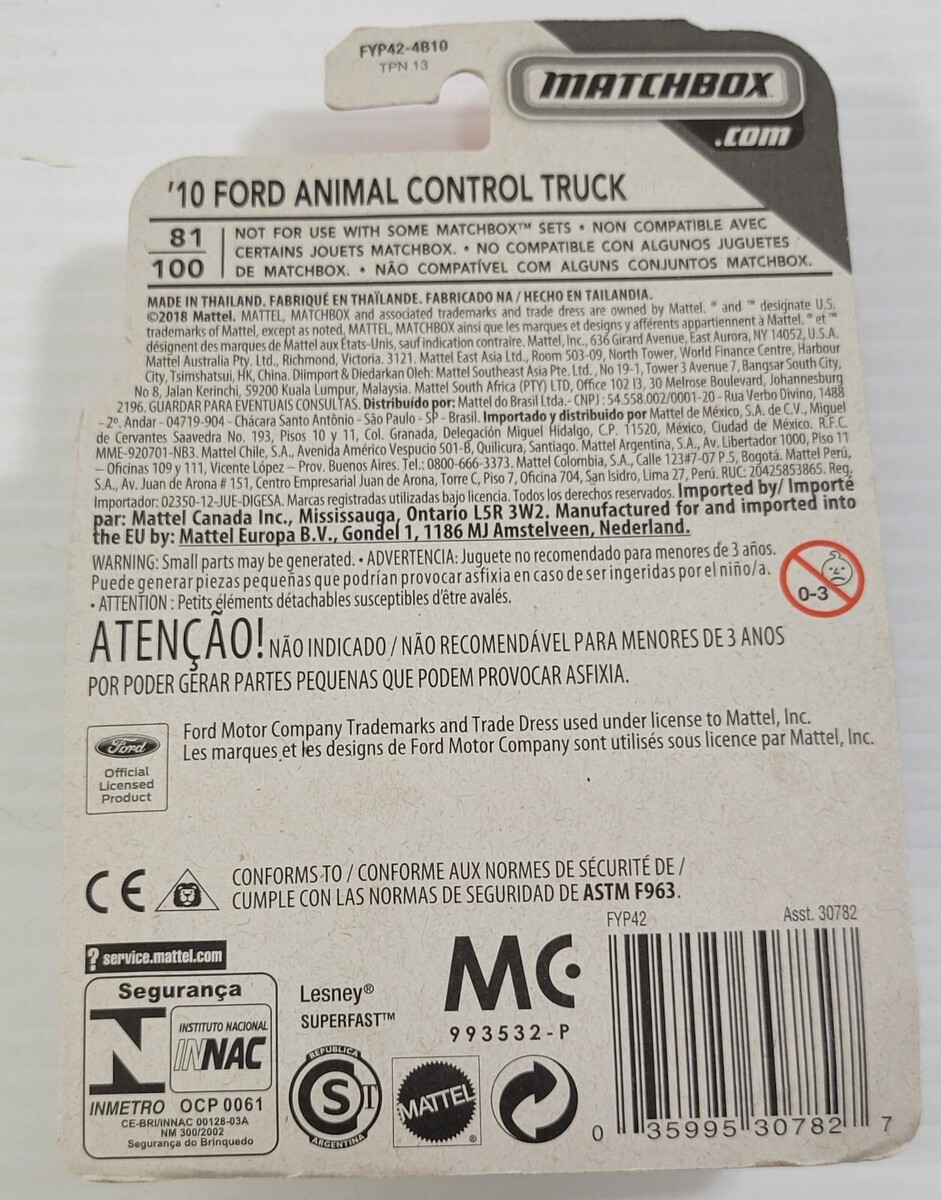 FYP42-4B10
TPN 13
MATCHBOX
.com
'10 FORD ANIMAL CONTROL TRUCK
81
100
NOT FOR USE WITH SOME MATCHBOX™ SETS • NON COMPATIBLE AVEC
CERTAINS JOUETS MATCHBOX. • NO COMPATIBLE CON ALGUNOS JUGUETES
DE MATCHBOX. • NÃO COMPATÍVEL COM ALGUNS CONJUNTOS MATCHBOX.
MADE IN THAILAND. FABRIQUÉ EN THAÏLANDE. FABRICADO NA / HECHO EN TAILANDIA.
©2018 Mattel. MATTEL, MATCHBOX and associated trademarks and trade dress are owned by Mattel. ® and ™ designate U.S.
trademarks of Mattel, except as noted. MATTEL, MATCHBOX ainsi que les marques et designs y afférents appartiennent à Mattel. ® et ™
désignent des marques de Mattel aux États-Unis, sauf indication contraire. Mattel, Inc., 636 Girard Avenue, East Aurora, NY 14052, U.S.A.
Mattel Australia Pty. Ltd., Richmond, Victoria. 3121. Mattel East Asia Ltd., Room 503-09, North Tower, World Finance Centre, Harbour
City, Tsimshatsui, HK, China. Diimport & Diedarkan Oleh: Mattel Southeast Asia Pte. Ltd., No 19-1, Tower 3 Avenue 7, Bangsar South City,
No 8, Jalan Kerinchi, 59200 Kuala Lumpur, Malaysia. Mattel South Africa (PTY) LTD, Office 102 I3, 30 Melrose Boulevard, Johannesburg
2196. GUARDAR PARA EVENTUAIS CONSULTAS. Distribuído por: Mattel do Brasil Ltda.- CNPJ : 54.558.002/0001-20 - Rua Verbo Divino, 1488
- 2º. Andar - 04719-904 - Chácara Santo Antônio - São Paulo - SP - Brasil. Importado y distribuido por Mattel de México, S.A. de C.V., Miguel
de Cervantes Saavedra No. 193, Pisos 10 y 11, Col. Granada, Delegación Miguel Hidalgo, C.P. 11520, México, Ciudad de México. R.F.C.
MME-920701-NB3. Mattel Chile, S.A., Avenida Américo Vespucio 501-B, Quilicura, Santiago. Mattel Argentina, S.A., Av. Libertador 1000, Piso 11
– Oficinas 109 y 111, Vicente López – Prov. Buenos Aires. Tel.: 0800-666-3373. Mattel Colombia, S.A., Calle 123#7-07 P.5, Bogotá. Mattel Perú,
S.A., Av. Juan de Arona # 151, Centro Empresarial Juan de Arona, Torre C, Piso 7, Oficina 704, San Isidro, Lima 27, Perú. RUC: 20425853865. Reg.
Importador: 02350-12-JUE-DIGESA. Marcas registradas utilizadas bajo licencia. Todos los derechos reservados. Imported by/ Importé
par: Mattel Canada Inc., Mississauga, Ontario L5R 3W2. Manufactured for and imported into
the EU by: Mattel Europa B.V., Gondel 1, 1186 MJ Amstelveen, Nederland.
WARNING: Small parts may be generated. • ADVERTENCIA: Juguete no recomendado para menores de 3 años.
Puede generar piezas pequeñas que podrían provocar asfixia en caso de ser ingeridas por el niño/a.
• ATTENTION : Petits éléments détachables susceptibles d'être avalés.
0-3
ATENÇÃO! NÃO INDICADO / NÃO RECOMENDÁVEL PARA MENORES DE 3 ANOS
POR PODER GERAR PARTES PEQUENAS QUE PODEM PROVOCAR ASFIXIA.
Ford
Official
Licensed
Product
Ford Motor Company Trademarks and Trade Dress used under license to Mattel, Inc.
Les marques et les designs de Ford Motor Company sont utilisés sous licence par Mattel, Inc.
CE
CONFORMS TO / CONFORME AUX NORMES DE SÉCURITÉ DE /
CUMPLE CON LAS NORMAS DE SEGURIDAD DE ASTM F963.
FYP42
Asst. 30782
? service.mattel.com
Segurança
INSTITUTO NACIONAL
INNAC
INMETRO OCP 0061
CE-BRI/INNAC 00128-03A
NM 300/2002
Segurança do Brinquedo
Lesney®
SUPERFAST™
MC
993532-P
REPUBLICA
S T
ARGENTINA
MATTEL
®
0 35995 30782 7